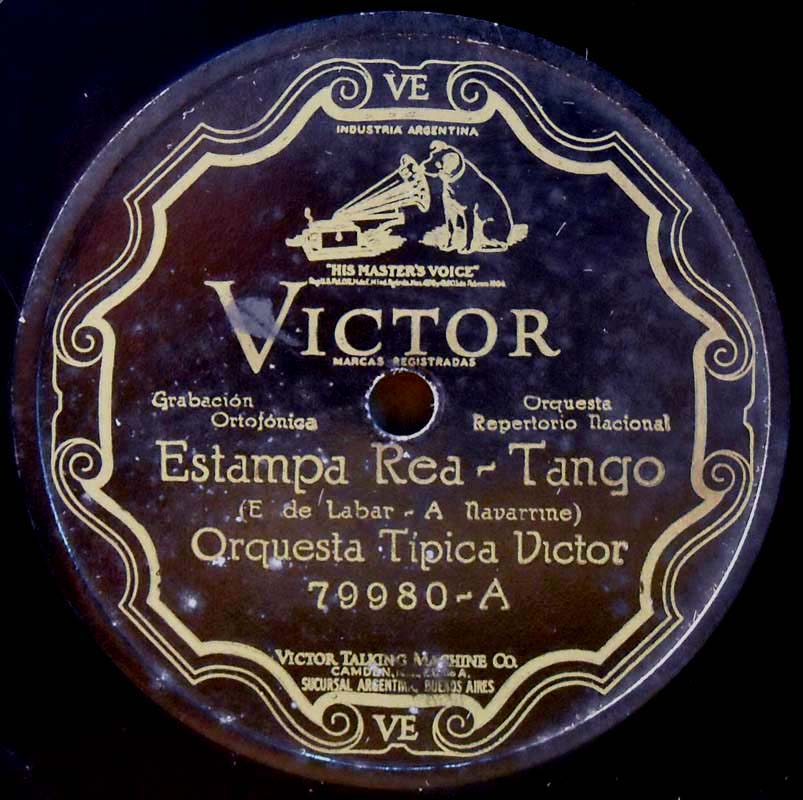 VE
INDUSTRIA ARGENTINA
"HIS MASTER'S VOICE"
VICTOR
MARCAS REGISTRADAS
Grabación Ortofónica
Orquesta Repertorio Nacional
Estampa Rea - Tango
(E de Labar - A Navarrine)
Orquesta Típica Victor
79980-A
VICTOR TALKING MACHINE CO.
CAMDEN,
SUCURSAL ARGENTINA, BUENOS AIRES
VE